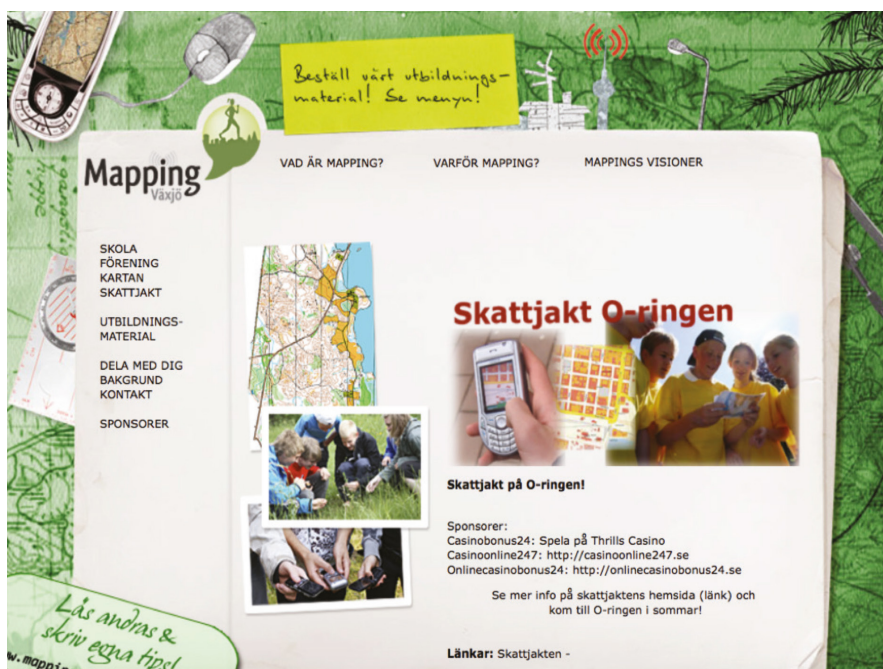 Beställ vårt utbildnings-
material! Se menyn!
Mapping
Växjö
VAD ÄR MAPPING?
VARFÖR MAPPING?
MAPPINGS VISIONER
SKOLA
FÖRENING
KARTAN
SKATTJAKT
UTBILDNINGS-
MATERIAL
DELA MED DIG
BAKGRUND
KONTAKT
SPONSORER
Skattjakt O-ringen
Skattjakt på O-ringen!
Sponsorer:
Casinobonus24: Spela på Thrills Casino
Casinoonline247: http://casinoonline247.se
Onlinecasinobonus24: http://onlinecasinobonus24.se
Se mer info på skattjaktens hemsida (länk) och
kom till O-ringen i sommar!
Länkar: Skattjakten -
Läs andras &
skriv egna tips!